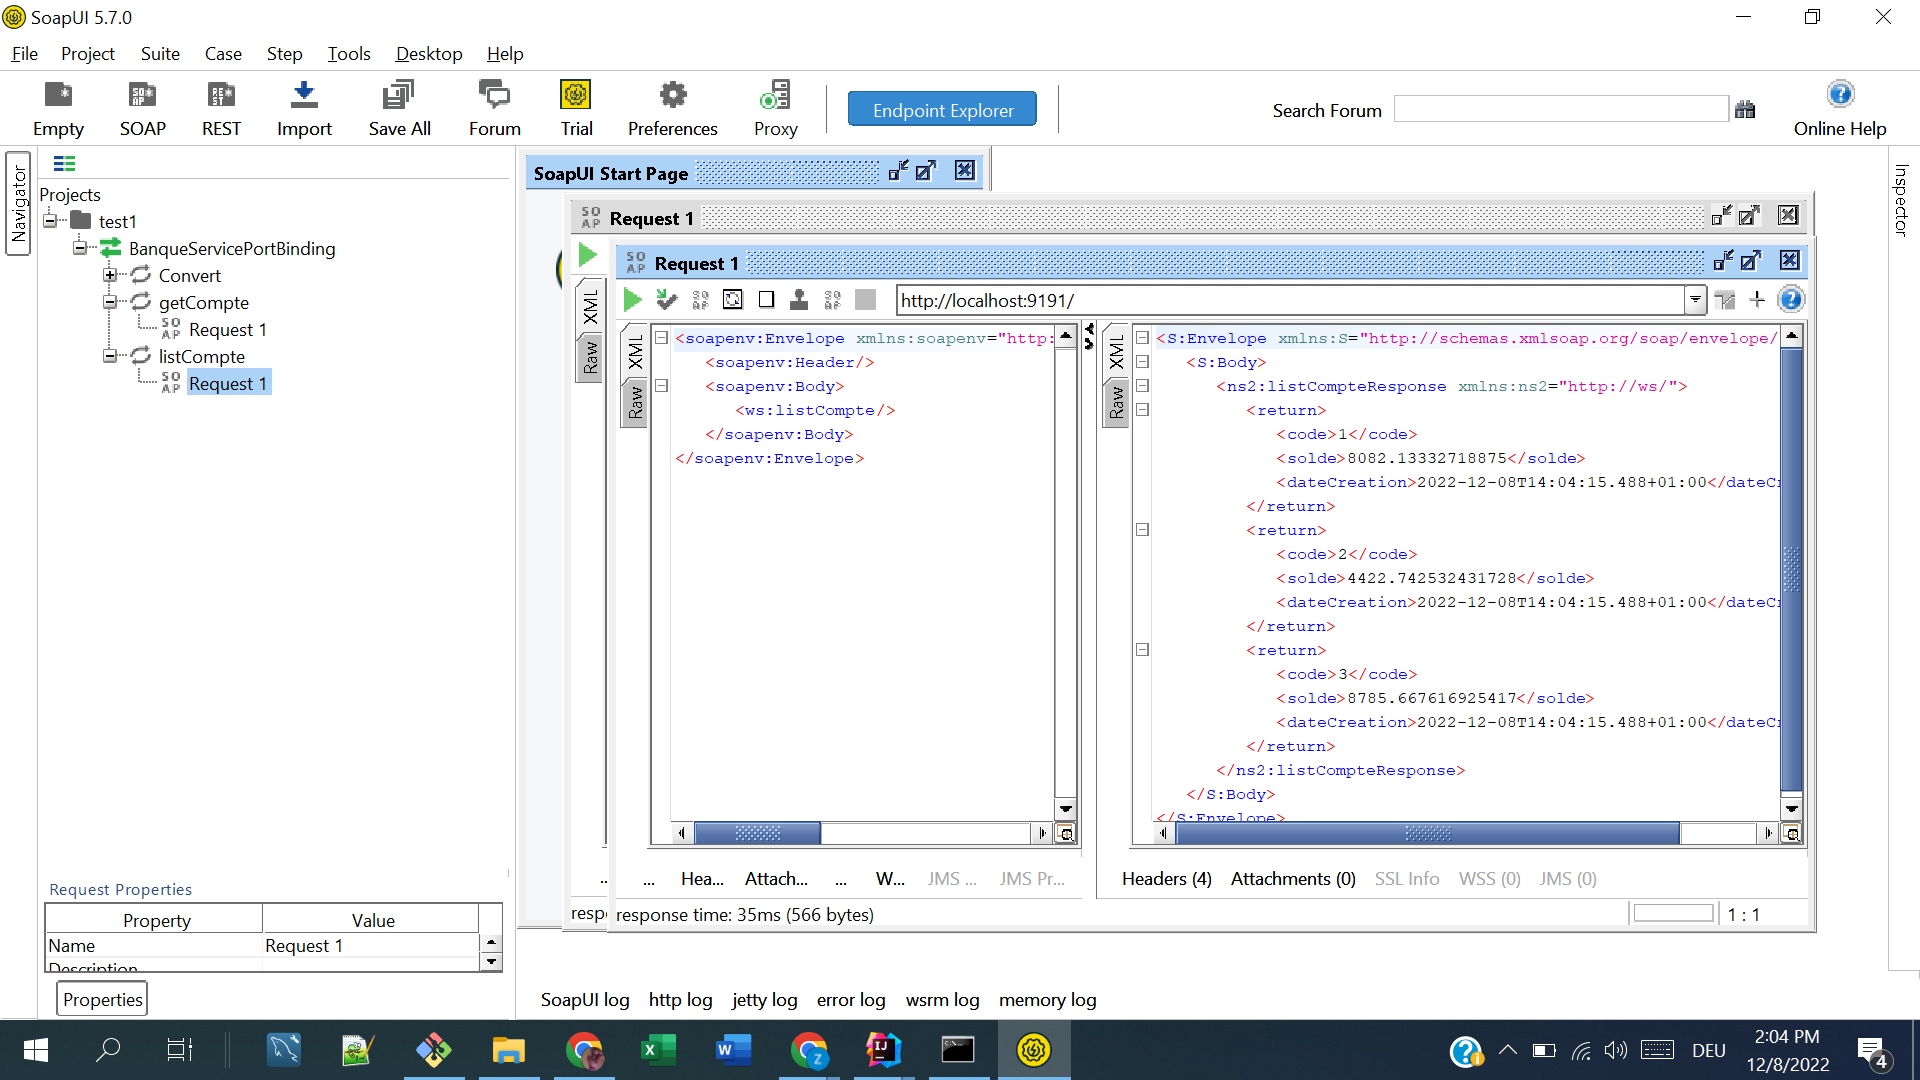 SoapUI 5.7.0
File Project Suite Case Step Tools Desktop Help
Empty SOAP REST Import Save All Forum Trial Preferences Proxy Endpoint Explorer Search Forum Online Help
Navigator
Projects
test1
BanqueServicePortBinding
Convert
getCompte
Request 1
listCompte
Request 1
Request Properties
Property Value
Name Request 1
Description
Properties
SoapUI Start Page
Request 1
XML
Raw
resp
Request 1
http://localhost:9191/
XML
Raw
<soapenv:Envelope xmlns:soapenv="http:
<soapenv:Header/>
<soapenv:Body>
<ws:listCompte/>
</soapenv:Body>
</soapenv:Envelope>
XML
Raw
<S:Envelope xmlns:S="http://schemas.xmlsoap.org/soap/envelope/
<S:Body>
<ns2:listCompteResponse xmlns:ns2="http://ws/">
<return>
<code>1</code>
<solde>8082.13332718875</solde>
<dateCreation>2022-12-08T14:04:15.488+01:00</dateC
</return>
<return>
<code>2</code>
<solde>4422.742532431728</solde>
<dateCreation>2022-12-08T14:04:15.488+01:00</dateC
</return>
<return>
<code>3</code>
<solde>8785.667616925417</solde>
<dateCreation>2022-12-08T14:04:15.488+01:00</dateC
</return>
</ns2:listCompteResponse>
</S:Body>
</S:Envelope>
... Hea... Attach... ... W... JMS ... JMS Pr...
Headers (4) Attachments (0) SSL Info WSS (0) JMS (0)
response time: 35ms (566 bytes)
1 : 1
Inspector
SoapUI log http log jetty log error log wsrm log memory log
DEU
2:04 PM
12/8/2022
4